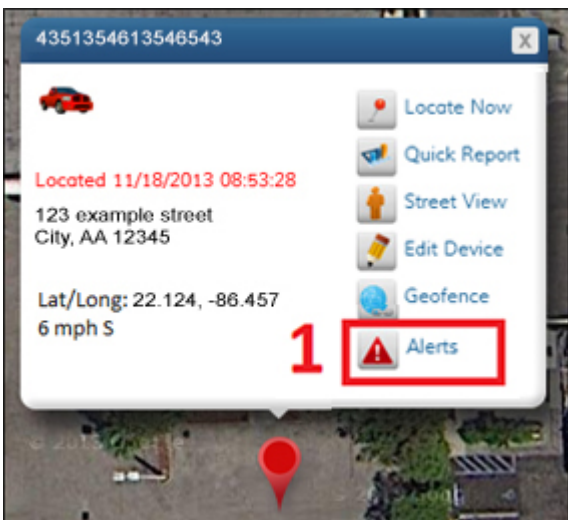 4351354613546543
X
Locate Now
Quick Report
Located 11/18/2013 08:53:28
Street View
123 example street
City, AA 12345
Edit Device
Lat/Long: 22.124, -86.457
Geofence
6 mph S
1
Alerts